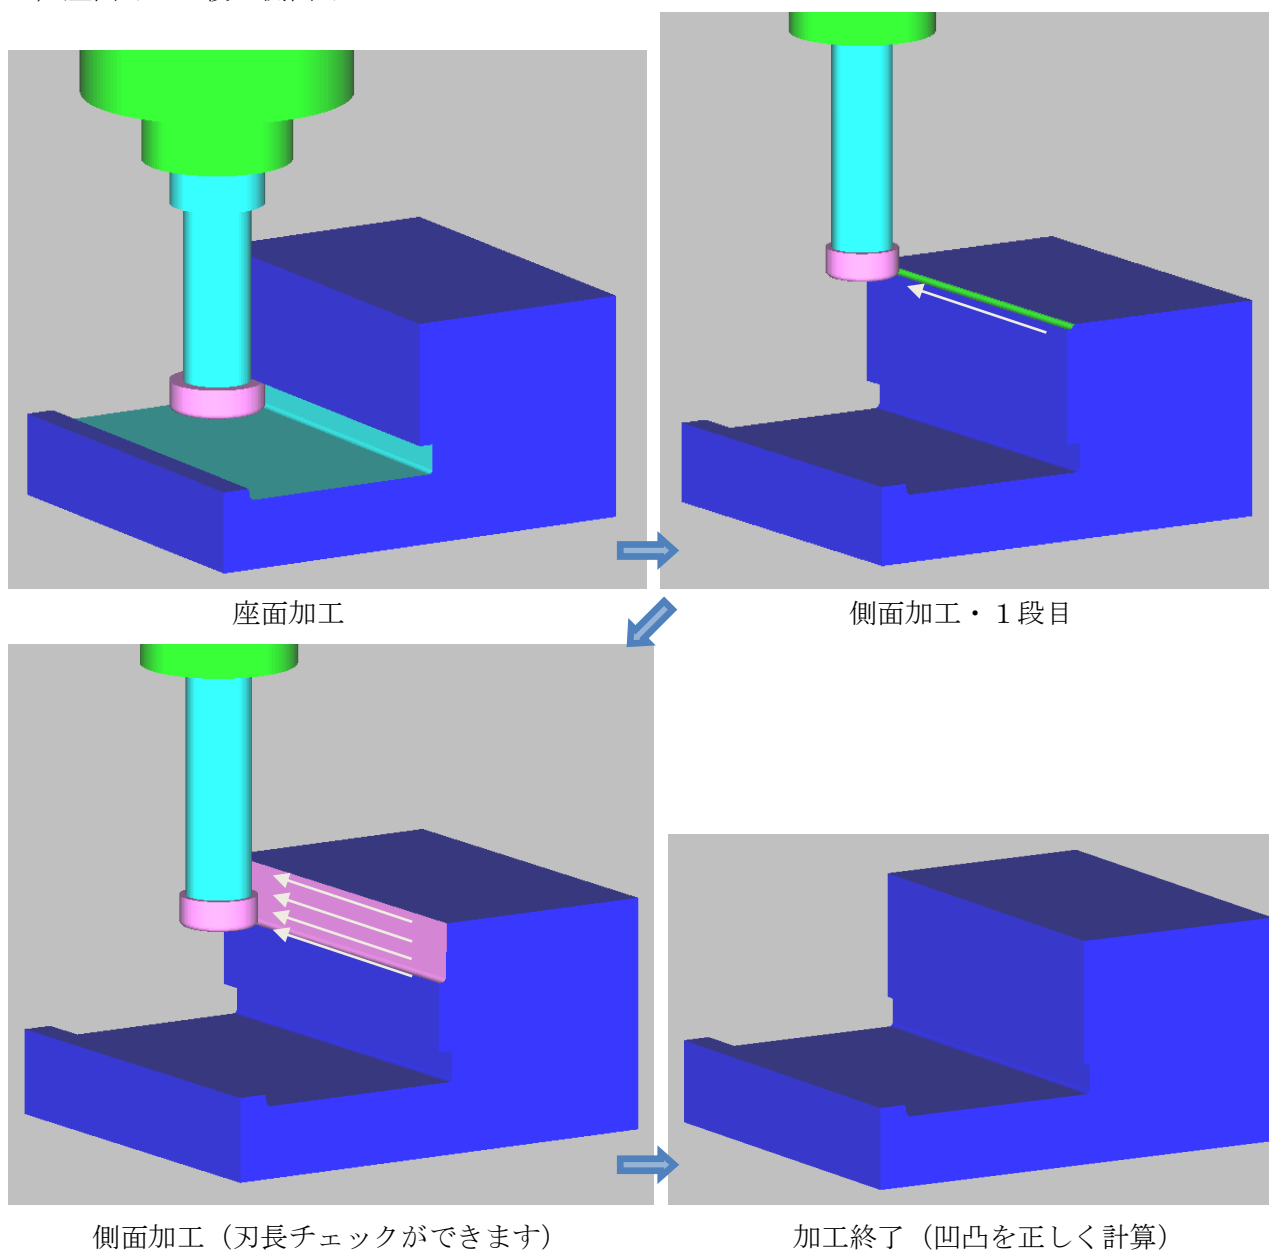 座面加工
側面加工・１段目
側面加工（刃長チェックができます）
加工終了（凹凸を正しく計算）